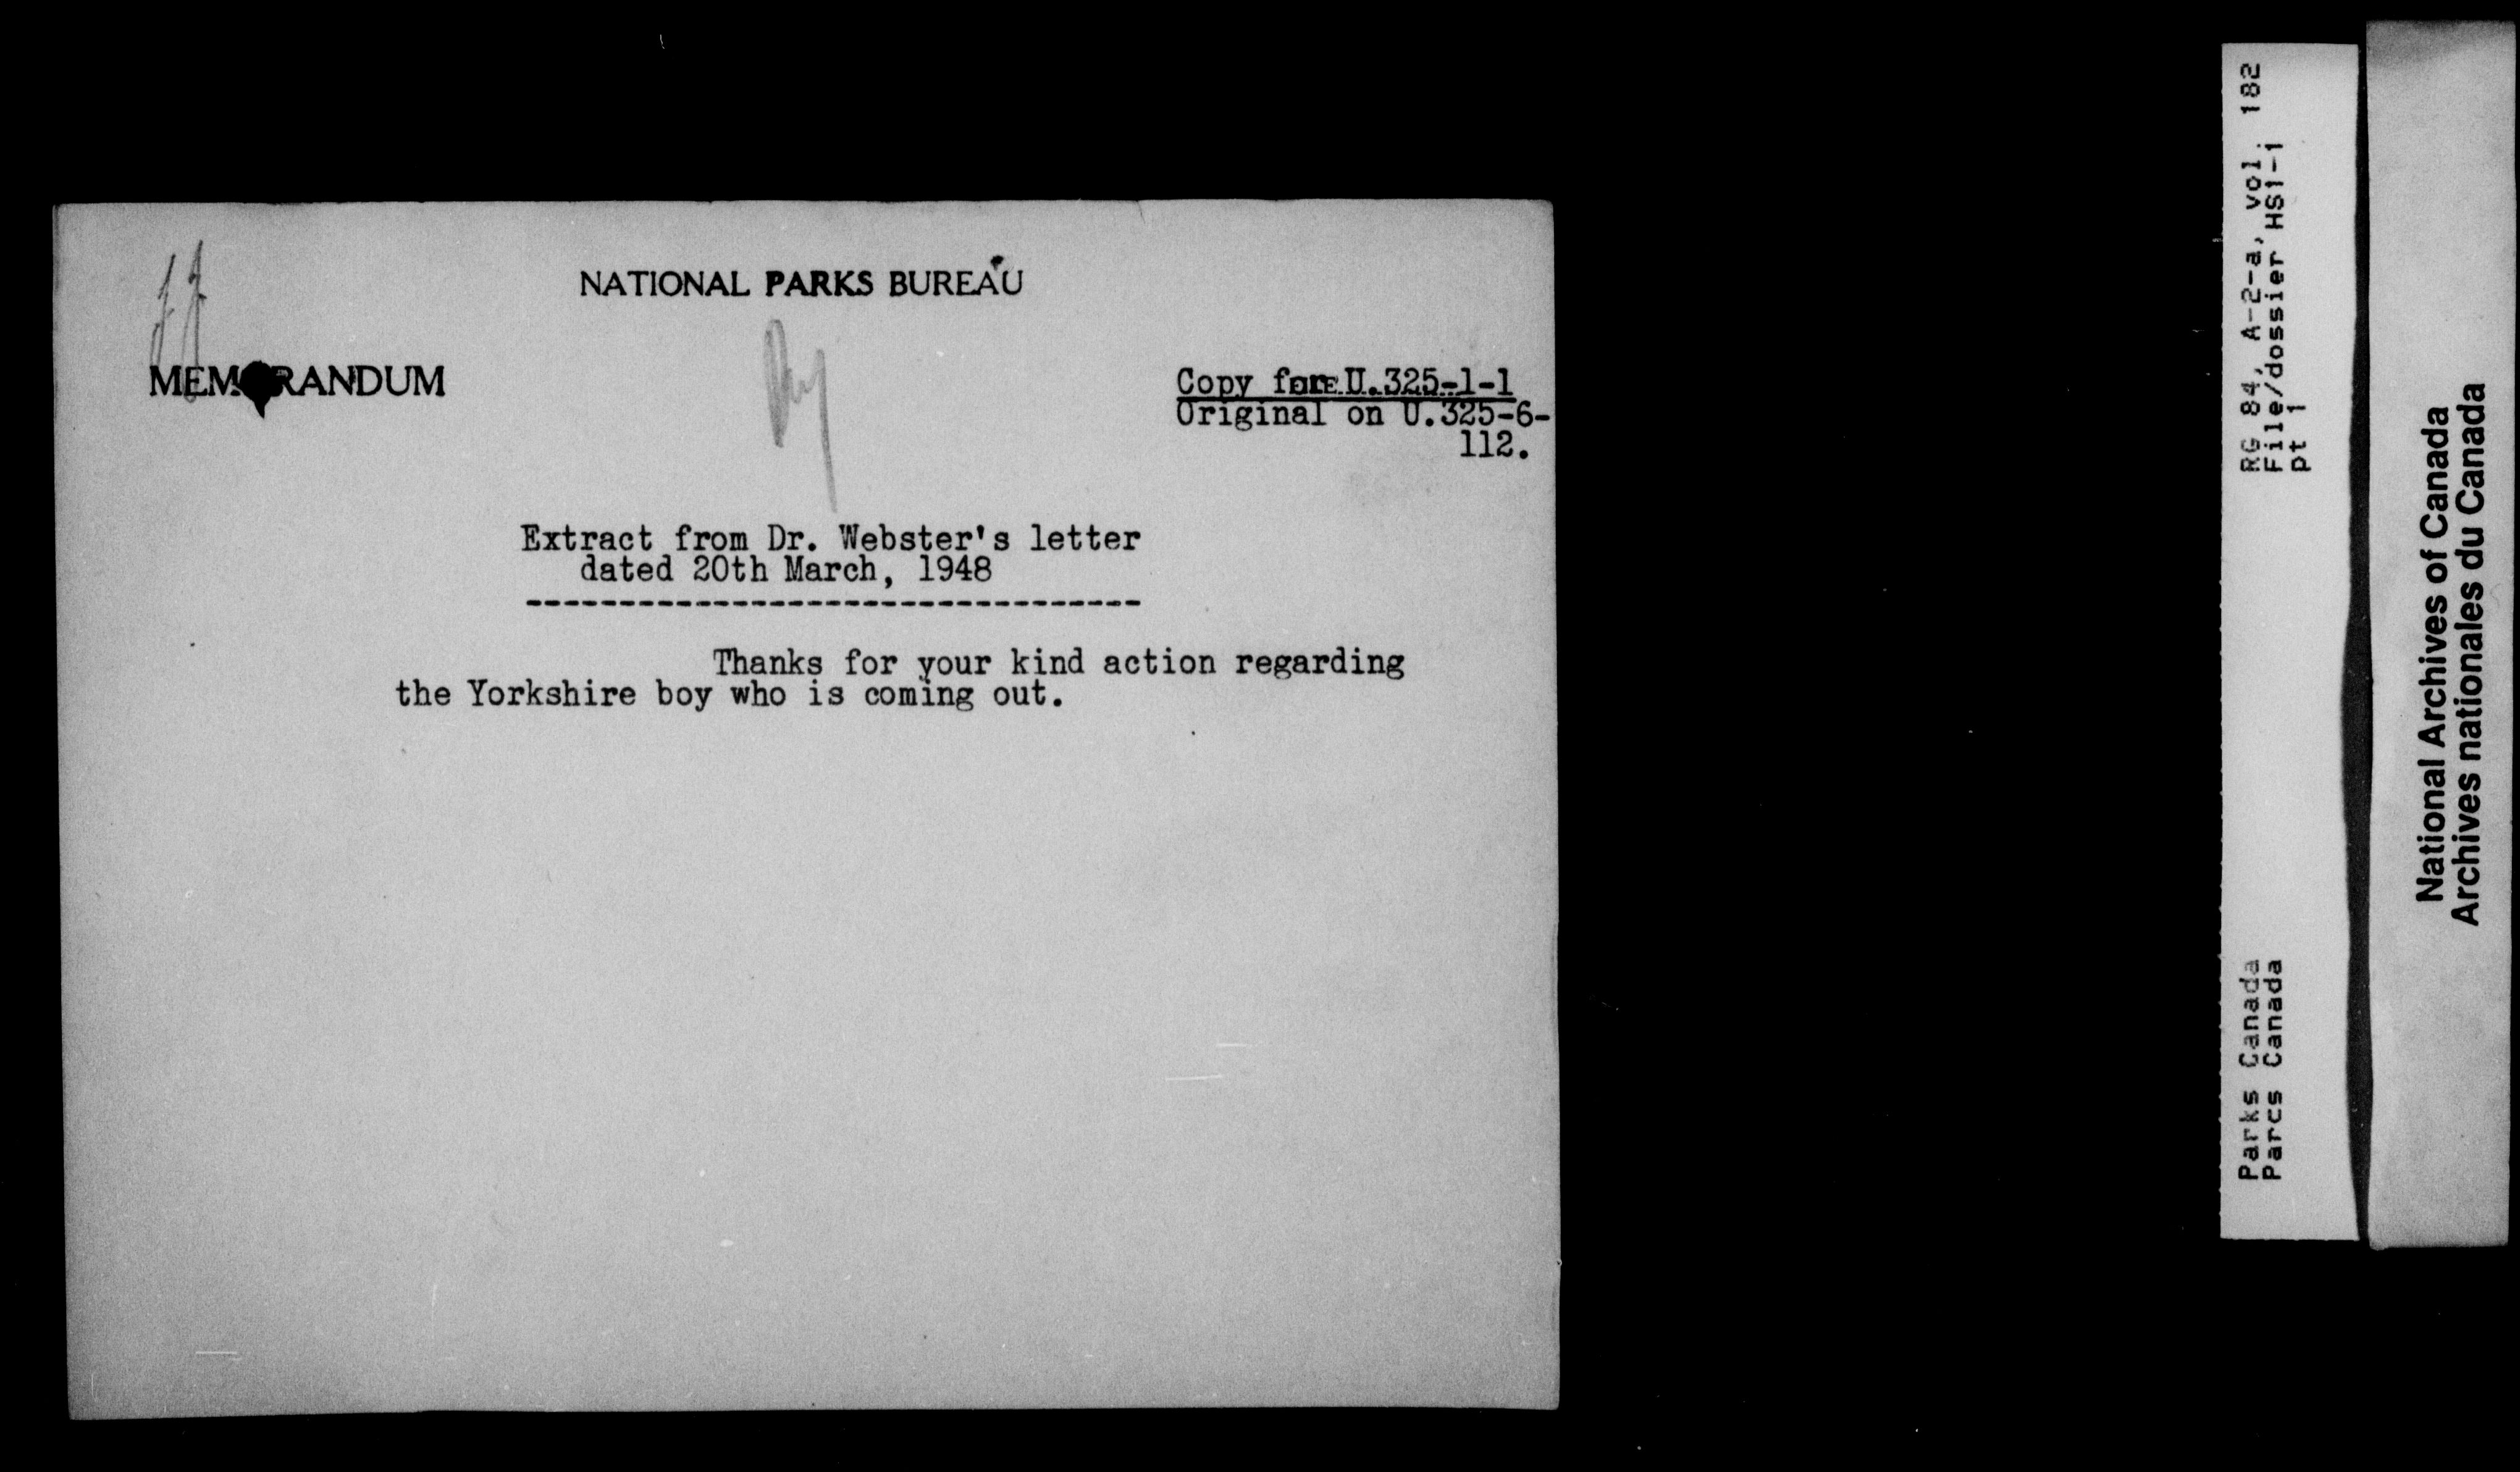 NATIONAL PARKS BUREAU
MEMORANDUM
Copy for U.325-1-1
Original on U.325-6-
112.
Extract from Dr. Webster's letter
dated 20th March, 1948
---------------------------------
Thanks for your kind action regarding
the Yorkshire boy who is coming out.
RG 84, A-2-a, vol. 182
File/dossier HS1-1
pt 1
Parks Canada
Parcs Canada
National Archives of Canada
Archives nationales du Canada